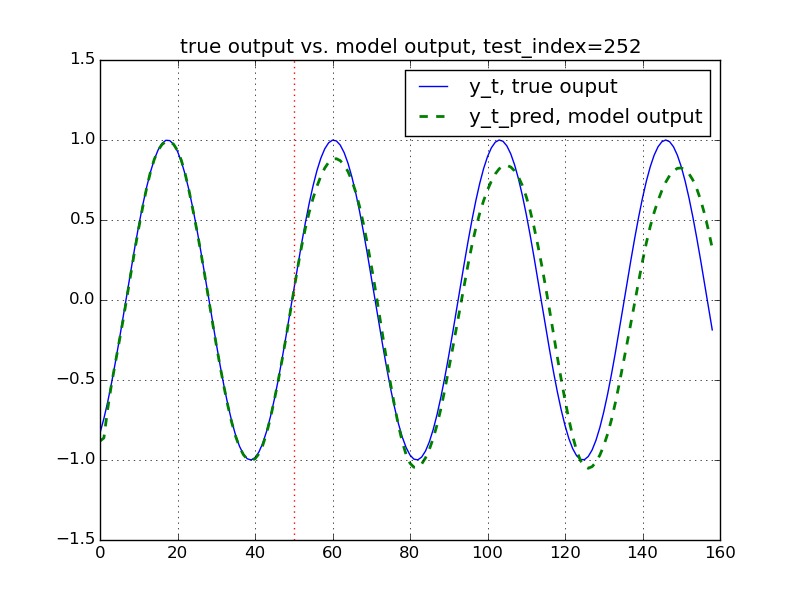 true output vs. model output, test_index=252
y_t, true ouput
y_t_pred, model output
1.5
1.0
0.5
0.0
−0.5
−1.0
−1.5
0 20 40 60 80 100 120 140 160